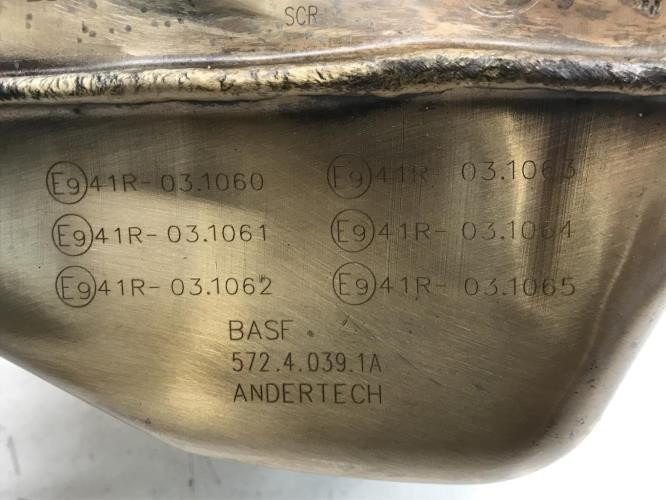 SCR
E9 41R- 03.1060
E9 41R- 03.1061
E9 41R- 03.1062
E9 41R- 03.1063
E9 41R- 03.1064
E9 41R- 03.1065
BASF
572.4.039.1A
ANDERTECH